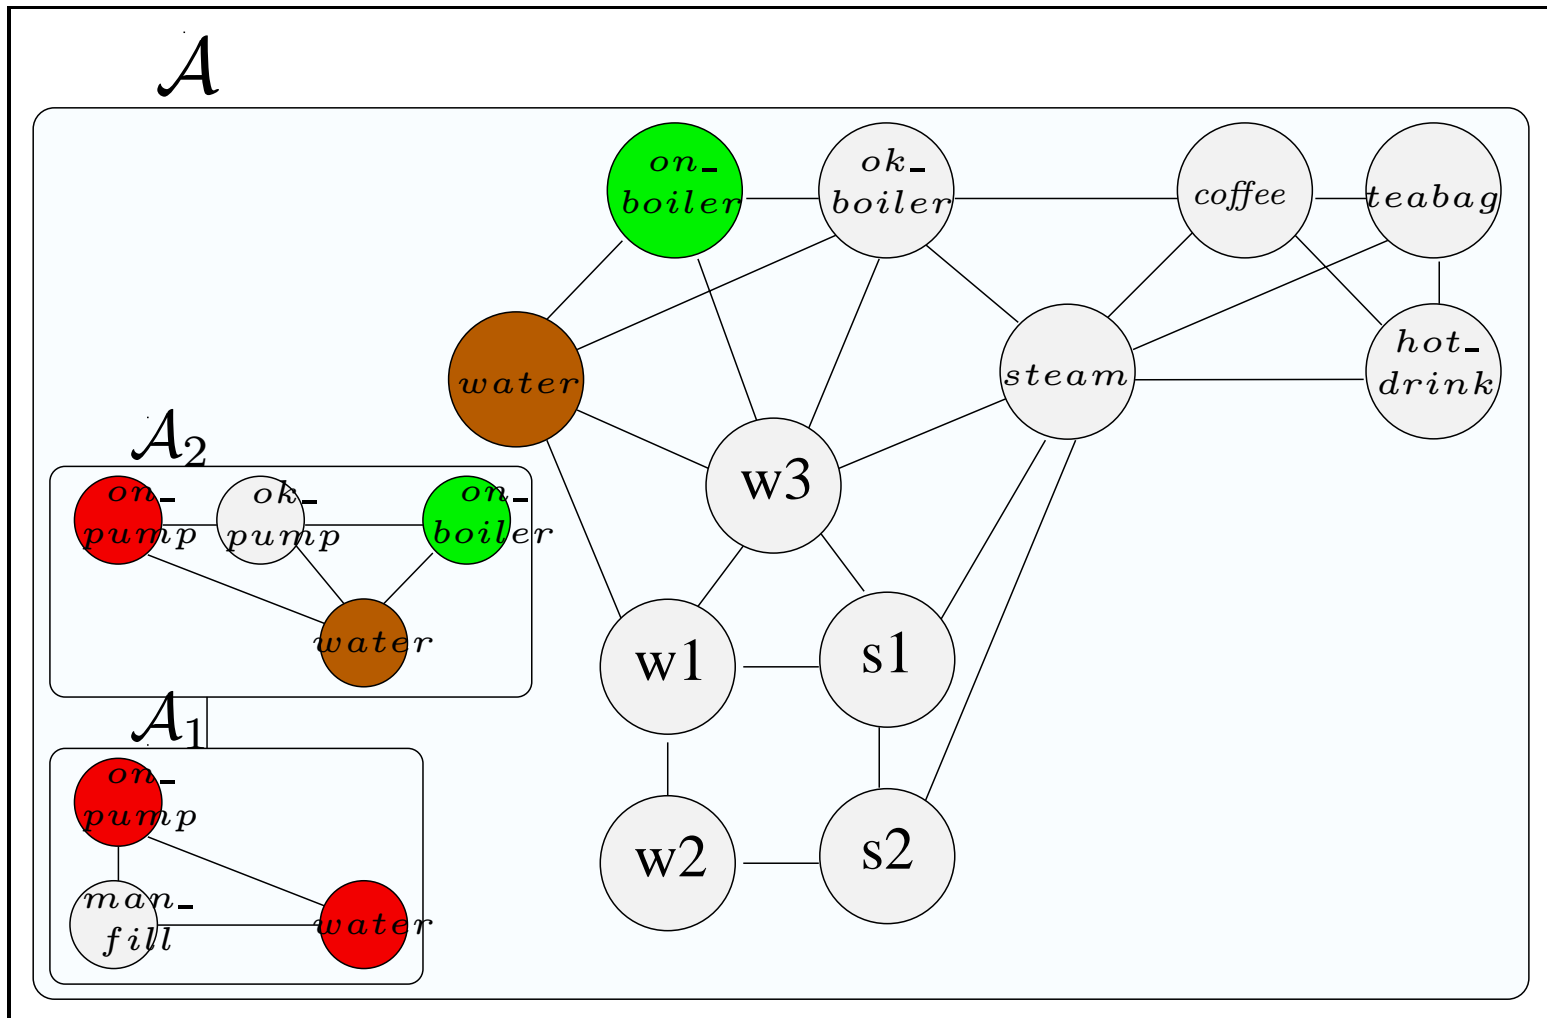 𝒜
on_
boiler
ok_
boiler
coffee
teabag
water
steam
hot_
drink
w3
𝒜₂
on_
pump
ok_
pump
on_
boiler
water
w1
s1
𝒜₁
on_
pump
man_
fill
water
w2
s2